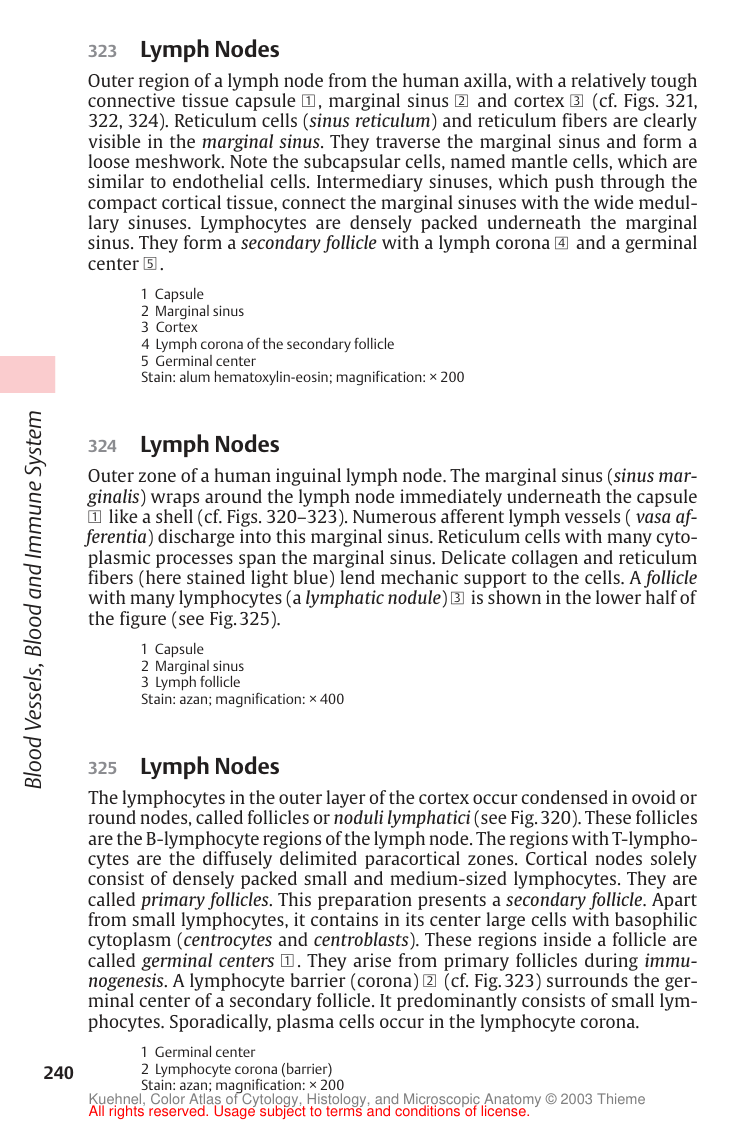 323 Lymph Nodes
Outer region of a lymph node from the human axilla, with a relatively tough
connective tissue capsule 1, marginal sinus 2 and cortex 3 (cf. Figs. 321,
322, 324). Reticulum cells (sinus reticulum) and reticulum fibers are clearly
visible in the marginal sinus. They traverse the marginal sinus and form a
loose meshwork. Note the subcapsular cells, named mantle cells, which are
similar to endothelial cells. Intermediary sinuses, which push through the
compact cortical tissue, connect the marginal sinuses with the wide medul-
lary sinuses. Lymphocytes are densely packed underneath the marginal
sinus. They form a secondary follicle with a lymph corona 4 and a germinal
center 5.
1 Capsule
2 Marginal sinus
3 Cortex
4 Lymph corona of the secondary follicle
5 Germinal center
Stain: alum hematoxylin-eosin; magnification: × 200
324 Lymph Nodes
Outer zone of a human inguinal lymph node. The marginal sinus (sinus mar-
ginalis) wraps around the lymph node immediately underneath the capsule
1 like a shell (cf. Figs. 320–323). Numerous afferent lymph vessels ( vasa af-
ferentia) discharge into this marginal sinus. Reticulum cells with many cyto-
plasmic processes span the marginal sinus. Delicate collagen and reticulum
fibers (here stained light blue) lend mechanic support to the cells. A follicle
with many lymphocytes (a lymphatic nodule) 3 is shown in the lower half of
the figure (see Fig. 325).
1 Capsule
2 Marginal sinus
3 Lymph follicle
Stain: azan; magnification: × 400
325 Lymph Nodes
The lymphocytes in the outer layer of the cortex occur condensed in ovoid or
round nodes, called follicles or noduli lymphatici (see Fig. 320). These follicles
are the B-lymphocyte regions of the lymph node. The regions with T-lympho-
cytes are the diffusely delimited paracortical zones. Cortical nodes solely
consist of densely packed small and medium-sized lymphocytes. They are
called primary follicles. This preparation presents a secondary follicle. Apart
from small lymphocytes, it contains in its center large cells with basophilic
cytoplasm (centrocytes and centroblasts). These regions inside a follicle are
called germinal centers 1. They arise from primary follicles during immu-
nogenesis. A lymphocyte barrier (corona) 2 (cf. Fig. 323) surrounds the ger-
minal center of a secondary follicle. It predominantly consists of small lym-
phocytes. Sporadically, plasma cells occur in the lymphocyte corona.
1 Germinal center
2 Lymphocyte corona (barrier)
Stain: azan; magnification: × 200
Blood Vessels, Blood and Immune System
240
Kuehnel, Color Atlas of Cytology, Histology, and Microscopic Anatomy © 2003 Thieme
All rights reserved. Usage subject to terms and conditions of license.